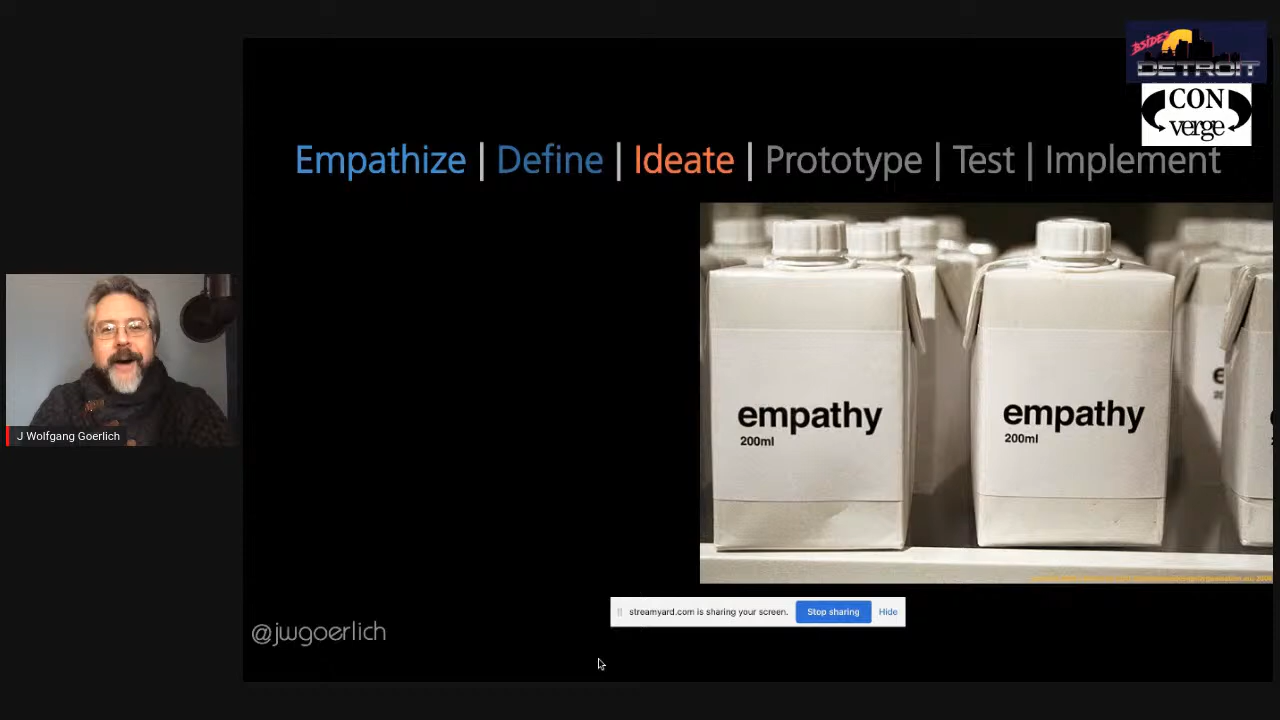 BSIDES
DETROIT
CON
verge
Empathize | Define | Ideate | Prototype | Test | Implement
empathy
200ml
empathy
200ml
J Wolfgang Goerlich
streamyard.com is sharing your screen.
Stop sharing
Hide
@jwgoerlich